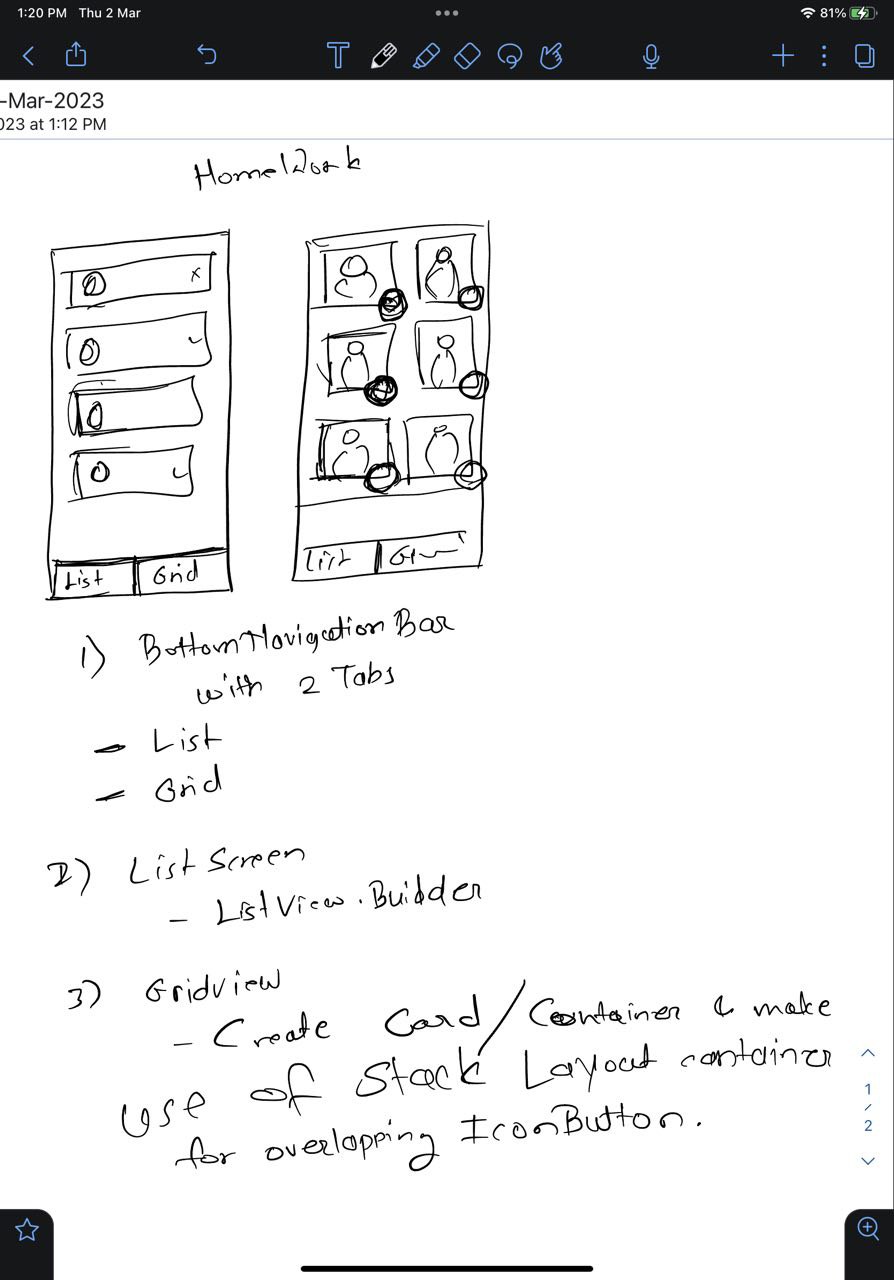 1:20 PM Thu 2 Mar
81%
-Mar-2023
023 at 1:12 PM
HomeWork
x
List Grid
List
1) BottomNavigation Bar
with 2 Tabs
- List
- Grid
2) List Screen
- ListView.Builder
3) Gridview
- Create Card/Container & make
use of Stack Layout container
for overlapping IconButton.
1
/
2